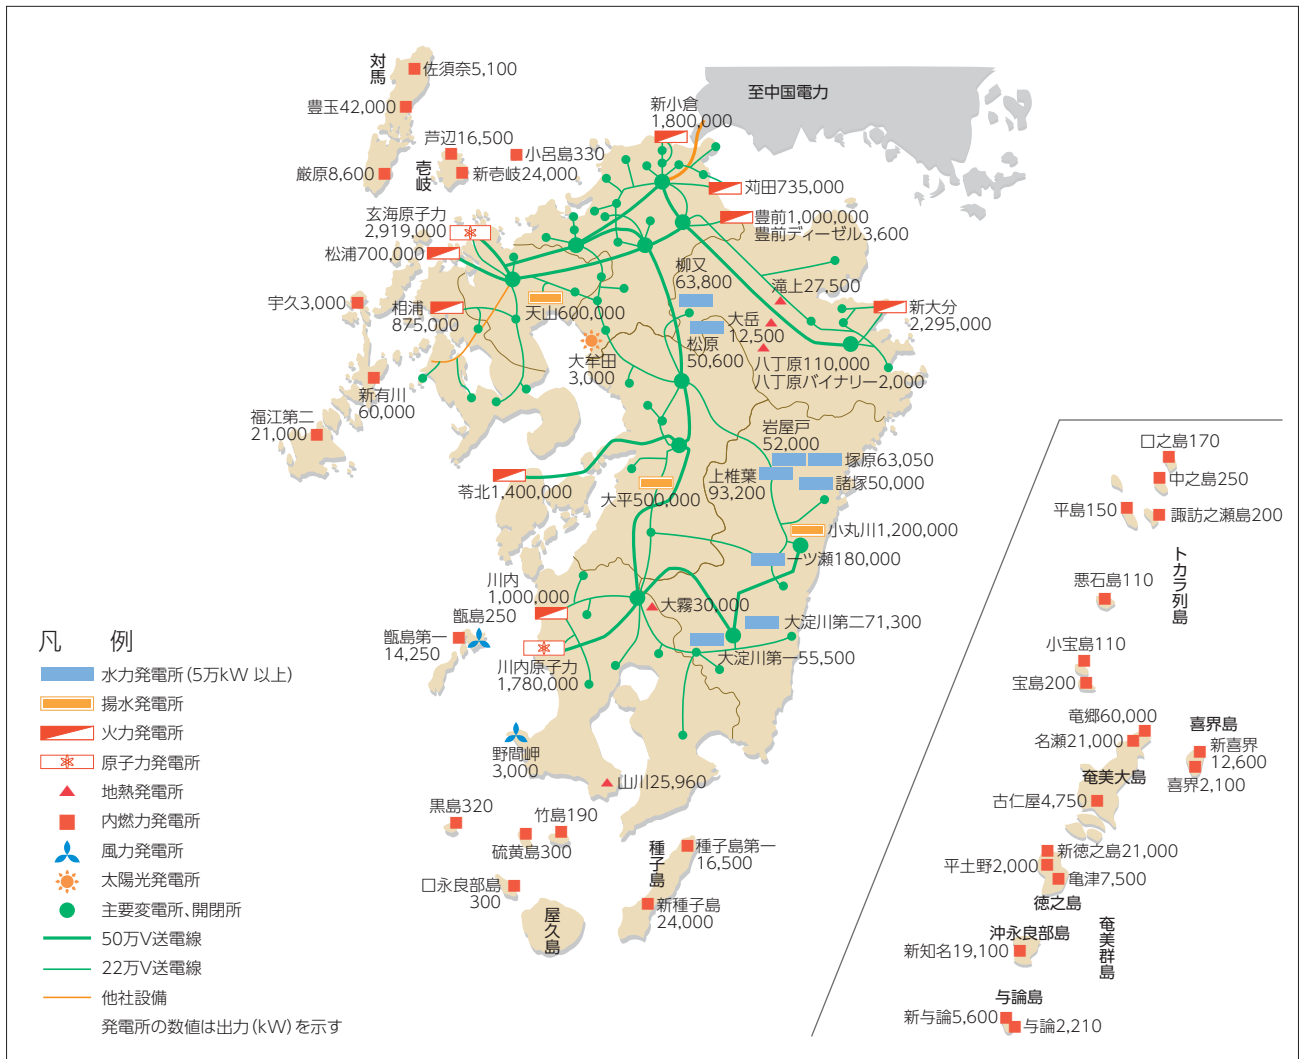 対馬
佐須奈5,100
豊玉42,000
厳原8,600
芦辺16,500
壱岐
小呂島330
新壱岐24,000
至中国電力
新小倉
1,800,000
苅田735,000
豊前1,000,000
豊前ディーゼル3,600
玄海原子力
2,919,000
松浦700,000
宇久3,000
相浦
875,000
天山600,000
柳又
63,800
滝上27,500
大岳
12,500
松原
50,600
新大分
2,295,000
八丁原110,000
八丁原バイナリー2,000
大牟田
3,000
新有川
60,000
福江第二
21,000
岩屋戸
52,000
塚原63,050
上椎葉
93,200
諸塚50,000
苓北1,400,000
大平500,000
小丸川1,200,000
一ツ瀬180,000
川内
1,000,000
大霧30,000
大淀川第二71,300
大淀川第一55,500
甑島250
甑島第一
14,250
川内原子力
1,780,000
野間岬
3,000
山川25,960
黒島320
竹島190
硫黄島300
口永良部島
300
種子島
種子島第一
16,500
新種子島
24,000
屋久島
口之島170
中之島250
平島150
諏訪之瀬島200
トカラ列島
悪石島110
小宝島110
宝島200
竜郷60,000
名瀬21,000
喜界島
新喜界
12,600
喜界2,100
奄美大島
古仁屋4,750
新徳之島21,000
平土野2,000
亀津7,500
徳之島
奄美群島
沖永良部島
新知名19,100
与論島
新与論5,600
与論2,210
凡 例
水力発電所(5万kW 以上)
揚水発電所
火力発電所
原子力発電所
地熱発電所
内燃力発電所
風力発電所
太陽光発電所
主要変電所、開閉所
50万V送電線
22万V送電線
他社設備
発電所の数値は出力(kW)を示す